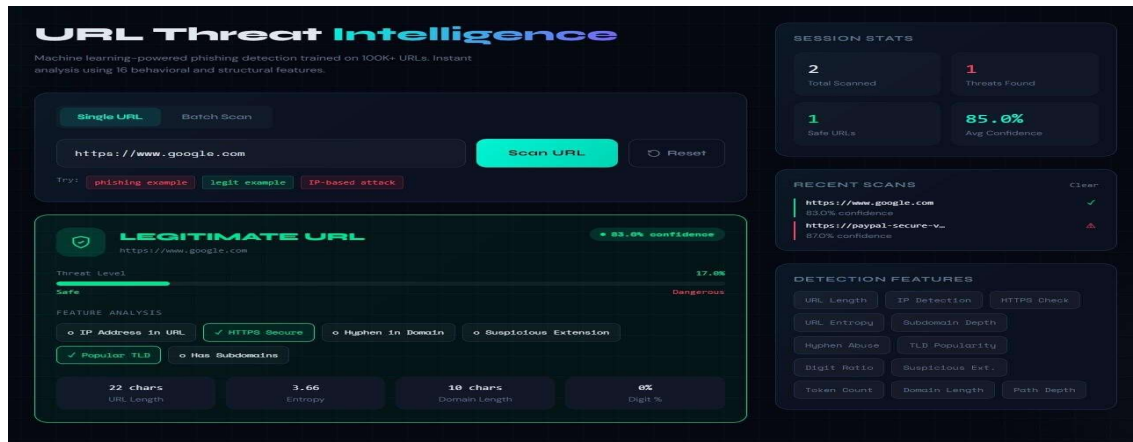 URL Threat Intelligence
Machine learning-powered phishing detection trained on 100K+ URLs. Instant
analysis using 16 behavioral and structural features.
Single URL Batch Scan
https://www.google.com Scan URL Reset
Try: phishing example legit example IP-based attack
LEGITIMATE URL 83.0% confidence
https://www.google.com
Threat Level 17.0%
Safe Dangerous
FEATURE ANALYSIS
o IP Address in URL ✓ HTTPS Secure o Hyphen in Domain o Suspicious Extension
✓ Popular TLD o Has Subdomains
22 chars 3.66 10 chars 0%
URL Length Entropy Domain Length Digit %
SESSION STATS
2 1
Total Scanned Threats Found
1 85.0%
Safe URLs Avg Confidence
RECENT SCANS Clear
https://www.google.com ✓
83.0% confidence
https://paypal-secure-v…
87.0% confidence
DETECTION FEATURES
URL Length IP Detection HTTPS Check
URL Entropy Subdomain Depth
Hyphen Abuse TLD Popularity
Digit Ratio Suspicious Ext.
Token Count Domain Length Path Depth